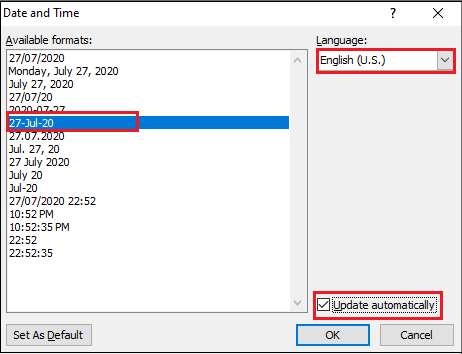 Date and Time
Available formats:
Language:
27/07/2020
English (U.S.)
Monday, July 27, 2020
July 27, 2020
27/07/20
2020-07-27
27-Jul-20
27.07.2020
Jul. 27, 20
27 July 2020
July 20
Jul-20
27/07/2020 22:52
10:52 PM
10:52:35 PM
22:52
22:52:35
Update automatically
Set As Default
OK
Cancel